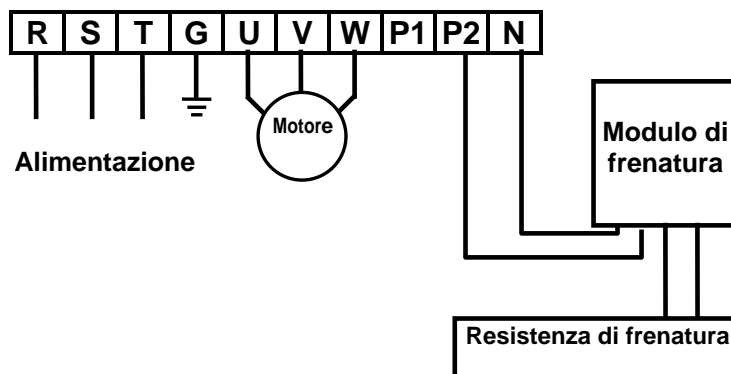 R S T G U V W P1 P2 N
Motore
Alimentazione
Modulo di
frenatura
Resistenza di frenatura